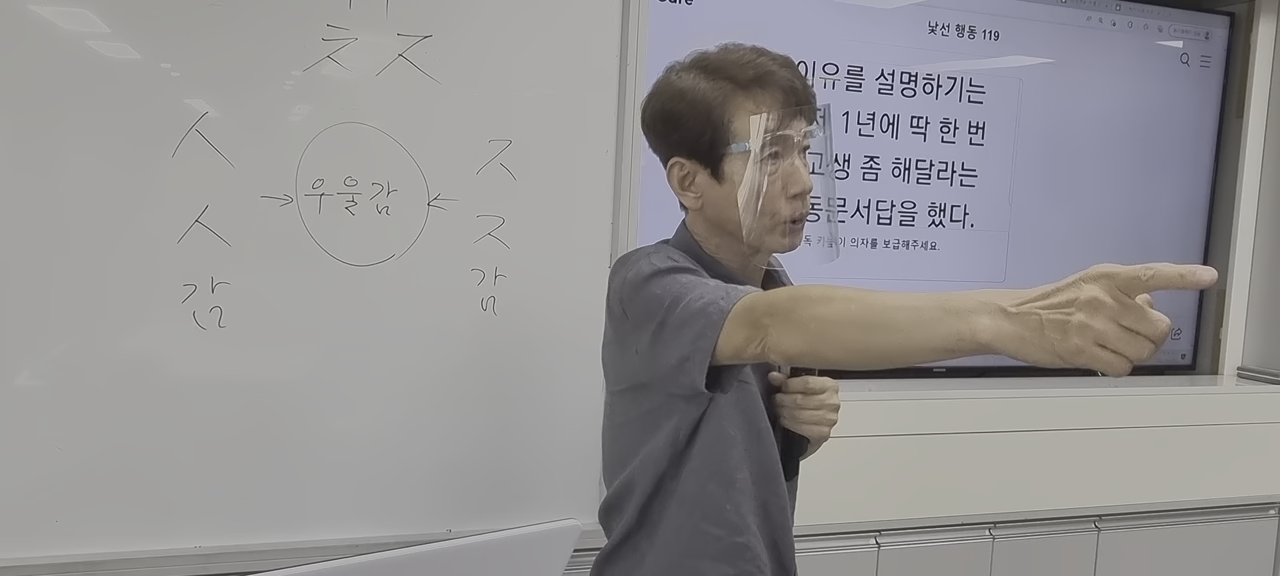 ㅊ ㅈ
ㅅ
ㅅ
감
우울감
ㅈ
ㅈ
감
낯선 행동 119
이유를 설명하기는
1년에 딱 한 번
고생 좀 해달라는
동문서답을 했다.
의자를 보급해주세요.